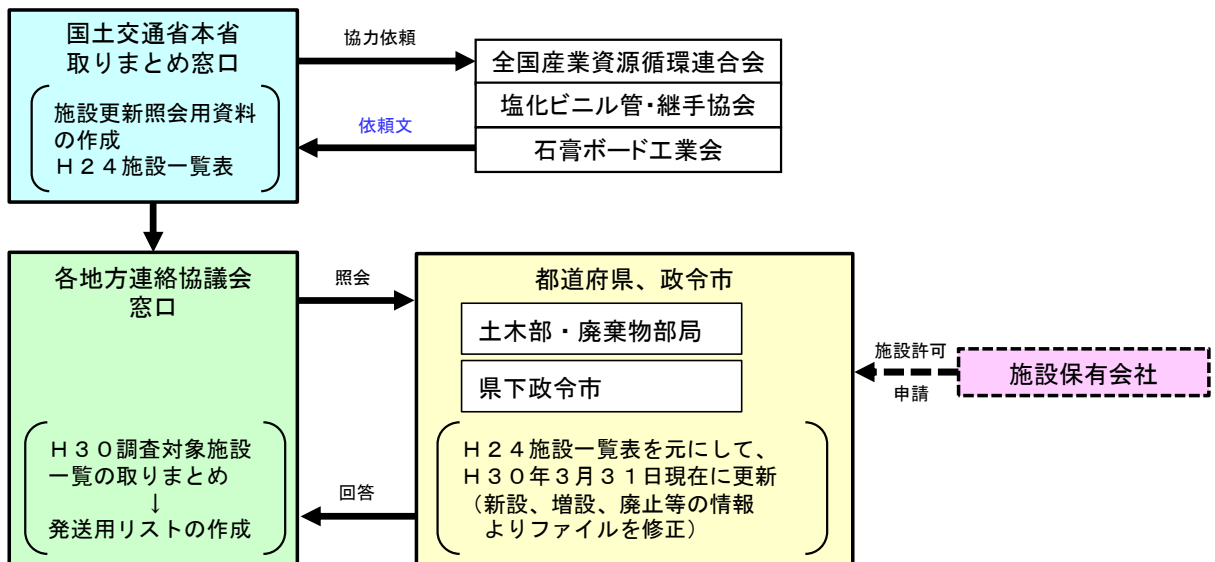 国土交通省本省
取りまとめ窓口
施設更新照会用資料
の作成
H24施設一覧表
協力依頼
依頼文
全国産業資源循環連合会
塩化ビニル管・継手協会
石膏ボード工業会
各地方連絡協議会
窓口
H30調査対象施設
一覧の取りまとめ
↓
発送用リストの作成
照会
回答
都道府県、政令市
土木部・廃棄物部局
県下政令市
H24施設一覧表を元にして、
H30年3月31日現在に更新
(新設、増設、廃止等の情報
よりファイルを修正)
施設許可
申請
施設保有会社